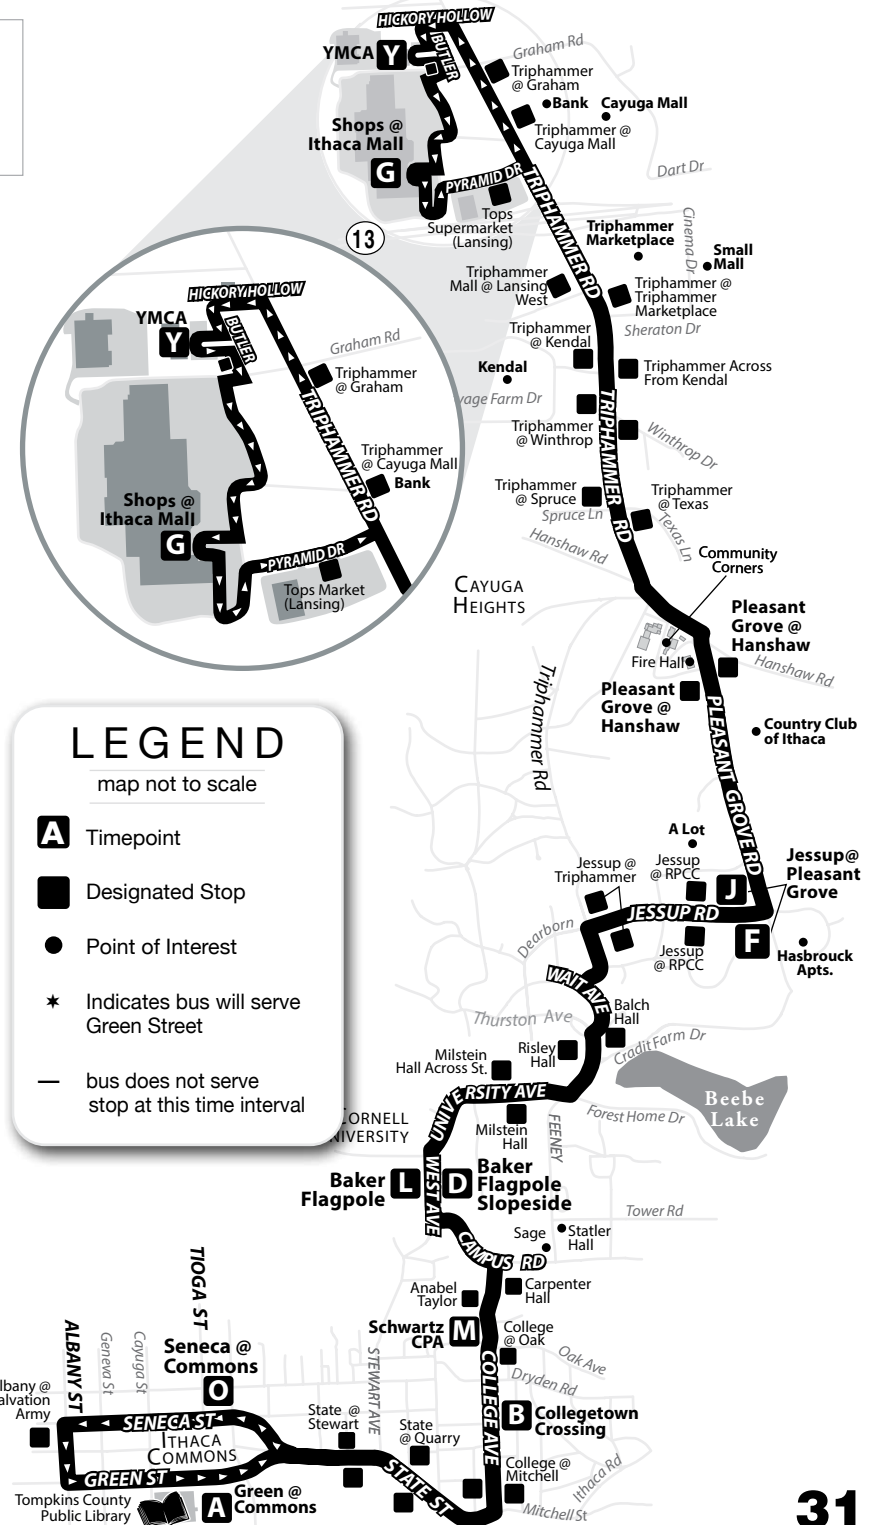 HICKORY HOLLOW
YMCA
Y
BUTLER
Graham Rd
Triphammer
@ Graham
Bank
Cayuga Mall
Triphammer @
Cayuga Mall
Shops @
Ithaca Mall
G
PYRAMID DR
Dart Dr
TRIPHAMMER RD
Tops
Supermarket
(Lansing)
13
Triphammer
Marketplace
Cinema Dr
Small
Mall
Triphammer
Mall @ Lansing
West
Triphammer @
Triphammer
Marketplace
Sheraton Dr
Triphammer
@ Kendal
Kendal
Triphammer Across
From Kendal
vage Farm Dr
TRIPHAMMER RD
Triphammer
@ Winthrop
Winthrop Dr
Triphammer
@ Spruce
Spruce Ln
Triphammer
@ Texas
Texas Ln
Hanshaw Rd
Community
Corners
CAYUGA
HEIGHTS
Pleasant
Grove @
Hanshaw
Fire Hall
Hanshaw Rd
Pleasant
Grove @
Hanshaw
Triphammer Rd
PLEASANT GROVE RD
Country Club
of Ithaca
HICKORY HOLLOW
YMCA
Y
BUTLER
Graham Rd
Triphammer
@ Graham
TRIPHAMMER RD
Triphammer
@ Cayuga Mall
Bank
Shops @
Ithaca Mall
G
PYRAMID DR
Tops Market
(Lansing)
LEGEND
map not to scale
A Timepoint
Designated Stop
Point of Interest
✶ Indicates bus will serve
Green Street
— bus does not serve
stop at this time interval
A Lot
Jessup @
Triphammer
Jessup
@ RPCC
J
Jessup@
Pleasant
Grove
JESSUP RD
F
Jessup
@ RPCC
Hasbrouck
Apts.
Dearborn
WAIT AVE
Thurston Ave
Balch
Hall
Cradit Farm Dr
Risley
Hall
Milstein
Hall Across St.
UNIVERSITY AVE
Beebe
Lake
Forest Home Dr
Milstein
Hall
FEENEY
CORNELL
NIVERSITY
Baker
Flagpole
L
WEST AVE
D
Baker
Flagpole
Slopeside
Tower Rd
Sage
Statler
Hall
CAMPUS RD
Anabel
Taylor
Carpenter
Hall
Schwartz
CPA
M
College
@ Oak
Oak Ave
Dryden Rd
COLLEGE AVE
B
Collegetown
Crossing
College @
Mitchell
Ithaca Rd
Mitchell St
TIOGA ST
ALBANY ST
Geneva St
Cayuga St
Seneca @
Commons
O
STEWART AVE
lbany @
alvation
Army
SENECA ST
ITHACA
COMMONS
GREEN ST
State @
Stewart
State
@ Quarry
STATE ST
Tompkins County
Public Library
A
Green @
Commons
31